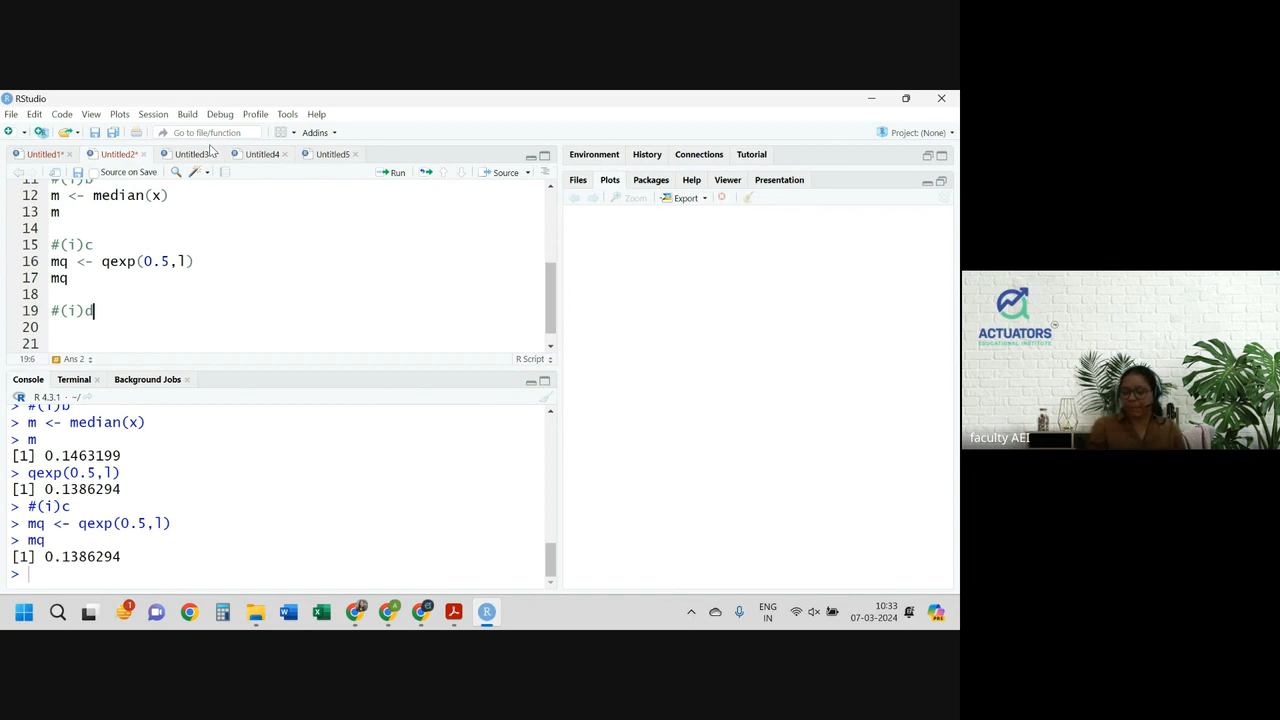 RStudio
File Edit Code View Plots Session Build Debug Profile Tools Help
Go to file/function
Addins
Project: (None)
Untitled1*
Untitled2*
Untitled3
Untitled4
Untitled5
Source on Save
Run
Source
11 #(i)b
12 m <- median(x)
13 m
14
15 #(i)c
16 mq <- qexp(0.5,l)
17 mq
18
19 #(i)d
20
21
19:6 Ans 2 R Script
Console Terminal Background Jobs
R 4.3.1 · ~/
> #(i)b
> m <- median(x)
> m
[1] 0.1463199
> qexp(0.5,l)
[1] 0.1386294
> #(i)c
> mq <- qexp(0.5,l)
> mq
[1] 0.1386294
>
Environment History Connections Tutorial
Files Plots Packages Help Viewer Presentation
Zoom Export
ACTUATORS
EDUCATIONAL INSTITUTE
faculty AEI
ENG
IN
10:33
07-03-2024